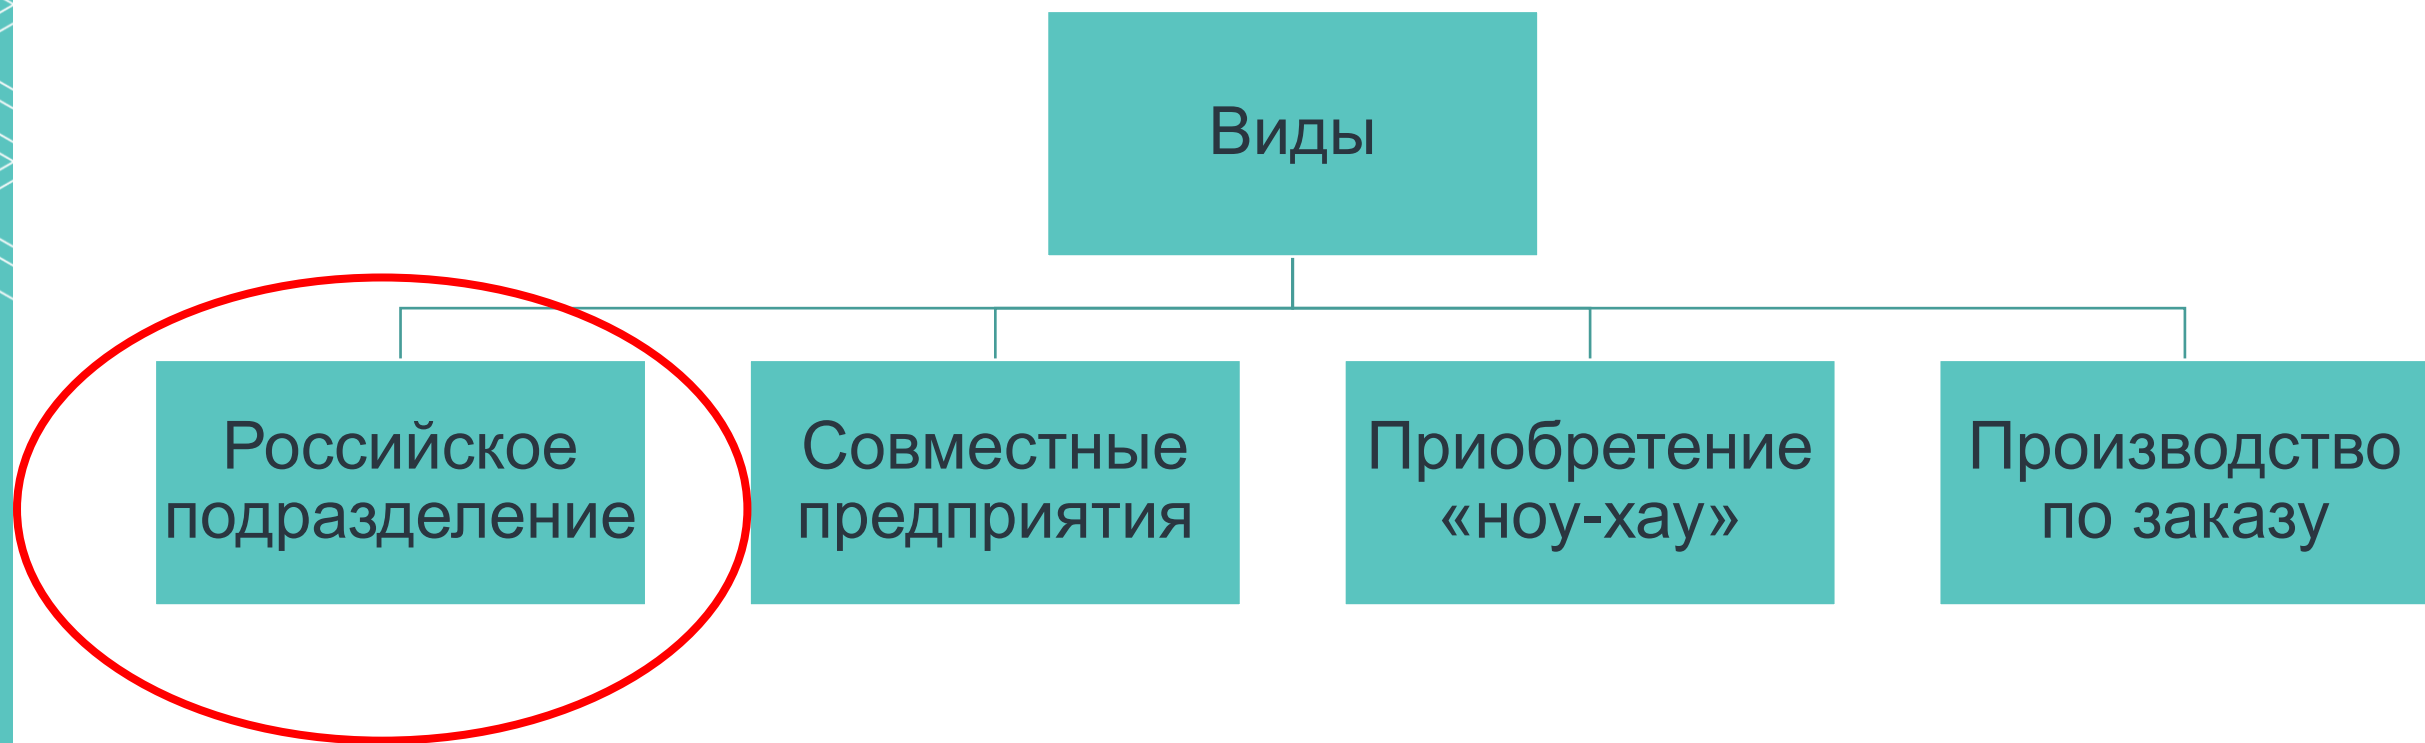 Виды
Российское
подразделение
Совместные
предприятия
Приобретение
«ноу-хау»
Производство
по заказу